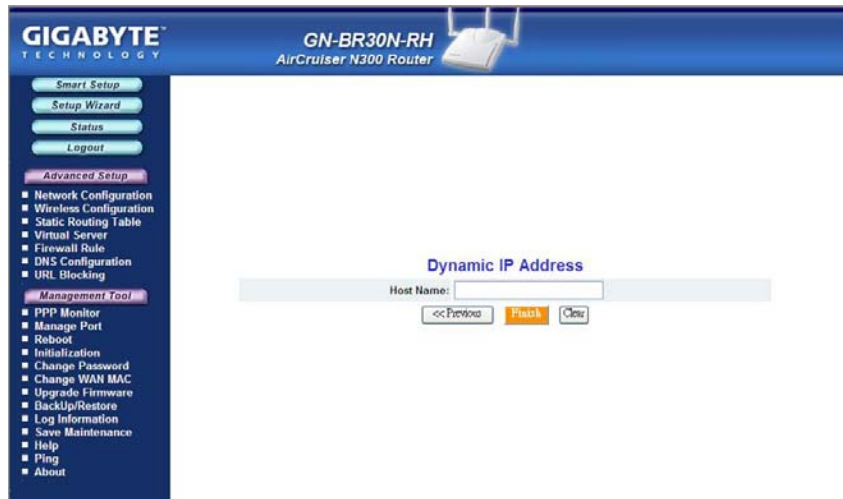 GIGABYTE™
TECHNOLOGY
GN-BR30N-RH
AirCruiser N300 Router
Smart Setup
Setup Wizard
Status
Logout
Advanced Setup
Network Configuration
Wireless Configuration
Static Routing Table
Virtual Server
Firewall Rule
DNS Configuration
URL Blocking
Management Tool
PPP Monitor
Manage Port
Reboot
Initialization
Change Password
Change WAN MAC
Upgrade Firmware
BackUp/Restore
Log Information
Save Maintenance
Help
Ping
About
Dynamic IP Address
Host Name:
<< Previous Finish Clear